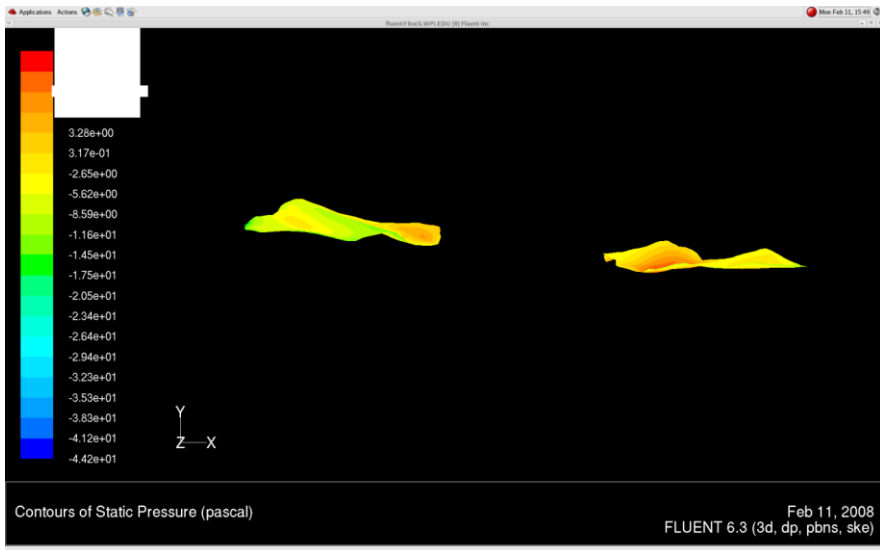 Applications Actions
Mon Feb 11, 15:49
[0] Fluent Inc
3.28e+00
3.17e-01
-2.65e+00
-5.62e+00
-8.59e+00
-1.16e+01
-1.45e+01
-1.75e+01
-2.05e+01
-2.34e+01
-2.64e+01
-2.94e+01
-3.23e+01
-3.53e+01
-3.83e+01
-4.12e+01
-4.42e+01
Y
Z X
Contours of Static Pressure (pascal)
Feb 11, 2008
FLUENT 6.3 (3d, dp, pbns, ske)